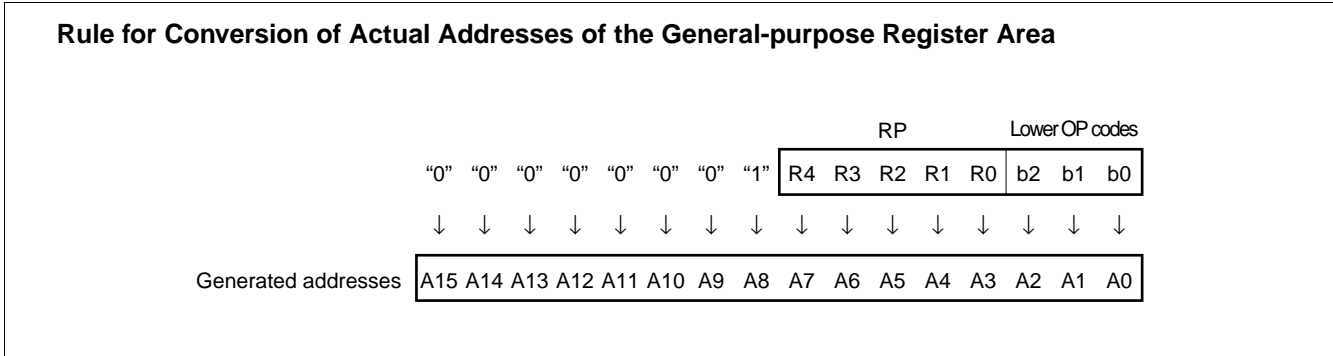 Rule for Conversion of Actual Addresses of the General-purpose Register Area
RP Lower OP codes
“0” “0” “0” “0” “0” “0” “0” “1” R4 R3 R2 R1 R0 b2 b1 b0
↓ ↓ ↓ ↓ ↓ ↓ ↓ ↓ ↓ ↓ ↓ ↓ ↓ ↓ ↓ ↓
Generated addresses A15 A14 A13 A12 A11 A10 A9 A8 A7 A6 A5 A4 A3 A2 A1 A0